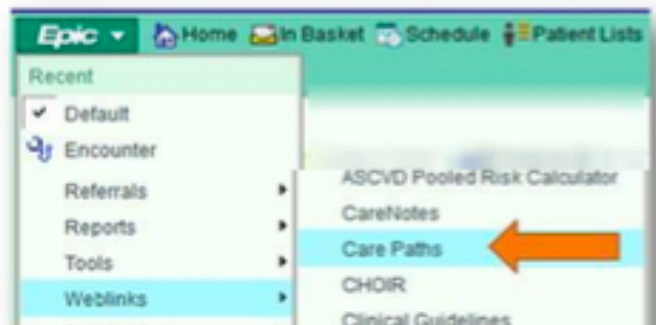 Epic Home In Basket Schedule Patient Lists
Recent
Default
Encounter
Referrals
Reports
Tools
Weblinks
ASCVD Pooled Risk Calculator
CareNotes
Care Paths
CHOIR
Clinical Guidelines